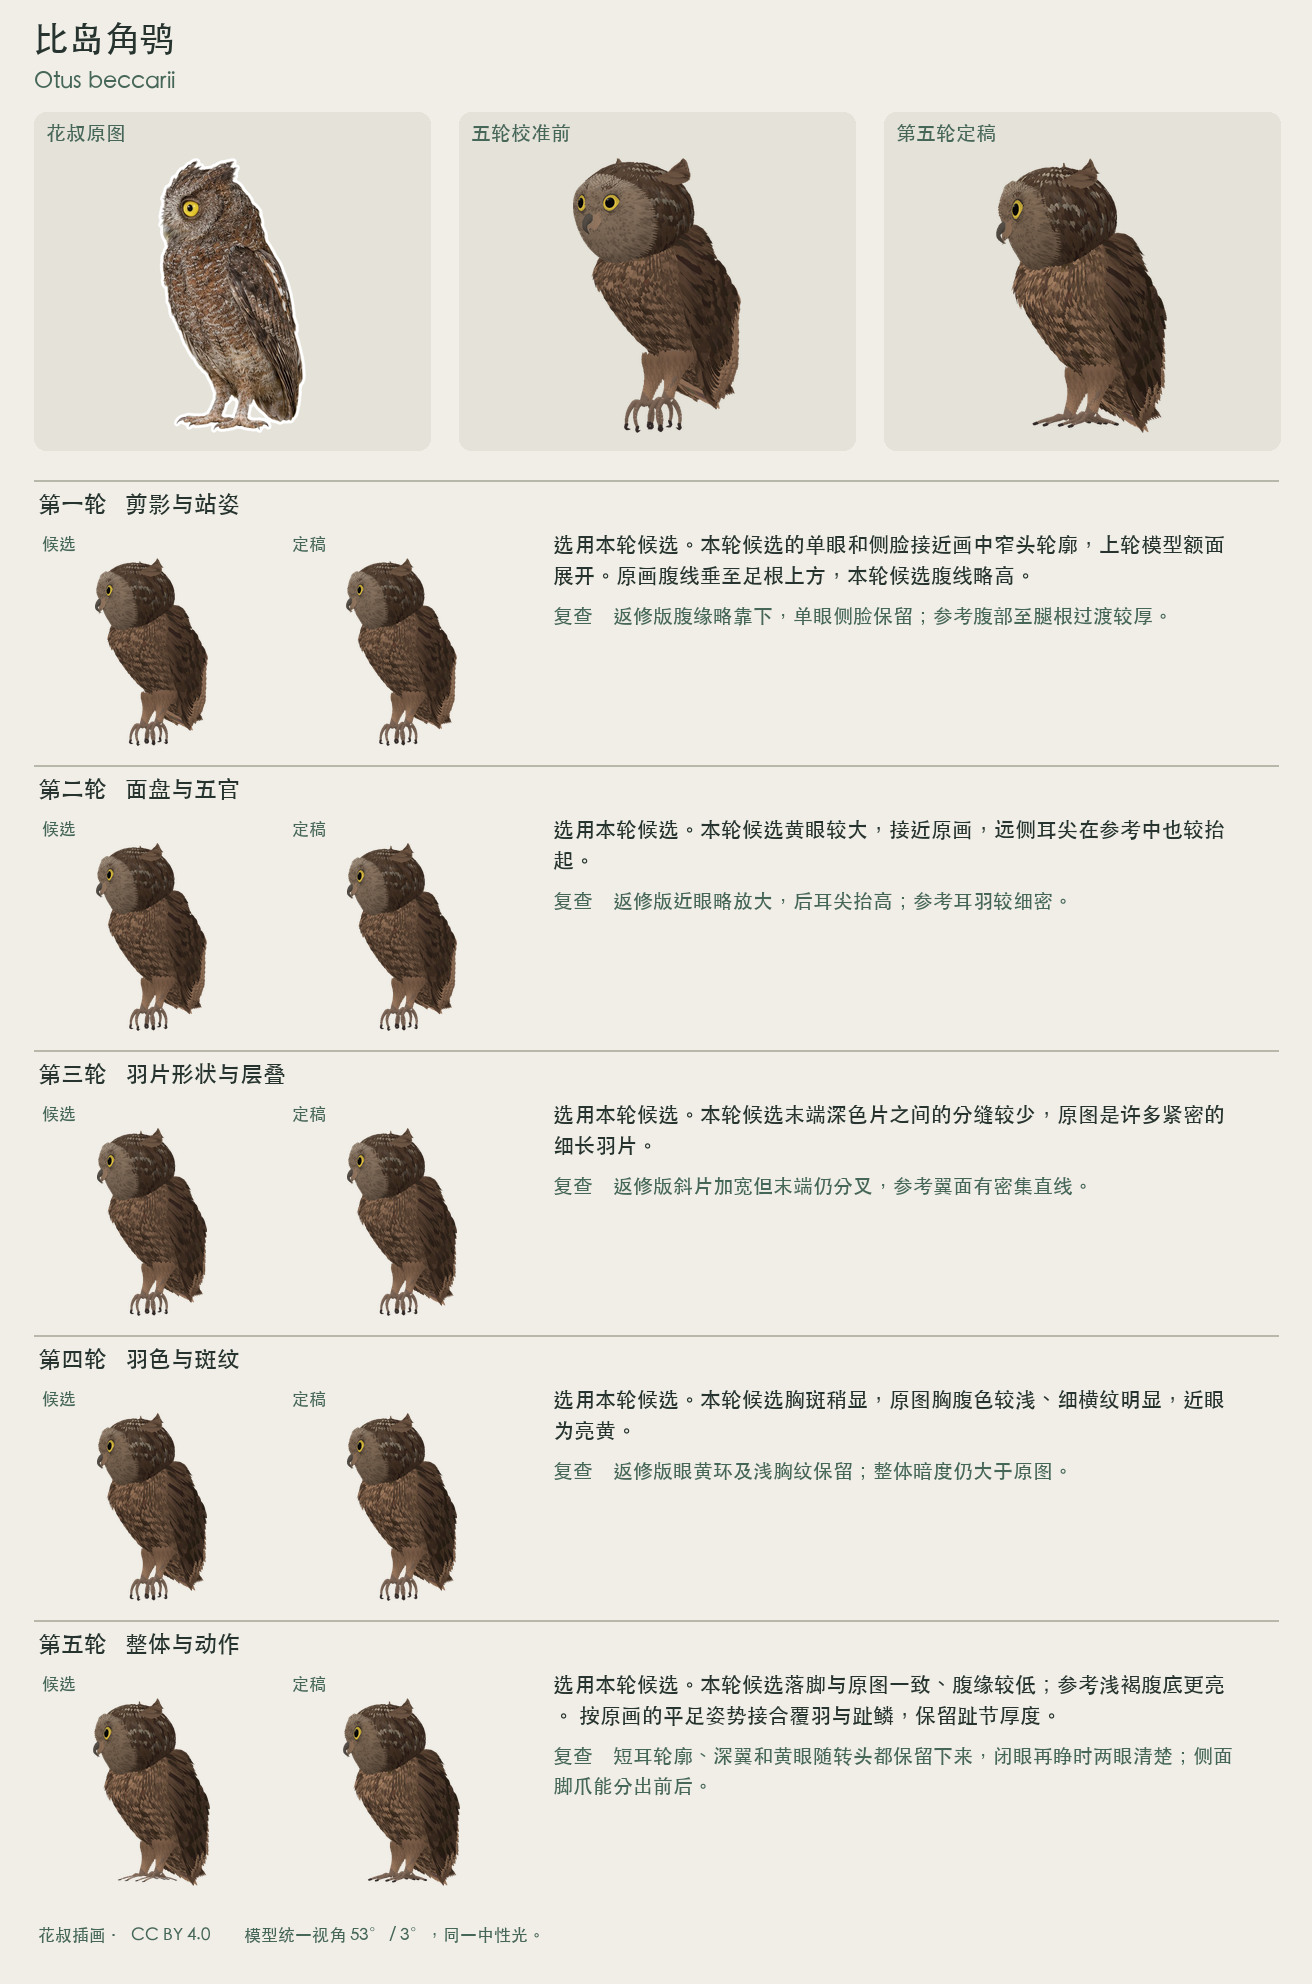 比岛角鸮
Otus beccarii
花叔原图
五轮校准前
第五轮定稿
第一轮 剪影与站姿
候选
定稿
选用本轮候选。本轮候选的单眼和侧脸接近画中窄头轮廓，上轮模型额面
展开。原画腹线垂至足根上方，本轮候选腹线略高。
复查 返修版腹缘略靠下，单眼侧脸保留；参考腹部至腿根过渡较厚。
第二轮 面盘与五官
候选
定稿
选用本轮候选。本轮候选黄眼较大，接近原画，远侧耳尖在参考中也较抬
起。
复查 返修版近眼略放大，后耳尖抬高；参考耳羽较细密。
第三轮 羽片形状与层叠
候选
定稿
选用本轮候选。本轮候选末端深色片之间的分缝较少，原图是许多紧密的
细长羽片。
复查 返修版斜片加宽但末端仍分叉，参考翼面有密集直线。
第四轮 羽色与斑纹
候选
定稿
选用本轮候选。本轮候选胸斑稍显，原图胸腹色较浅、细横纹明显，近眼
为亮黄。
复查 返修版眼黄环及浅胸纹保留；整体暗度仍大于原图。
第五轮 整体与动作
候选
定稿
选用本轮候选。本轮候选落脚与原图一致、腹缘较低；参考浅褐腹底更亮
。按原画的平足姿势接合覆羽与趾鳞，保留趾节厚度。
复查 短耳轮廓、深翼和黄眼随转头都保留下来，闭眼再睁时两眼清楚；侧面
脚爪能分出前后。
花叔插画 · CC BY 4.0 模型统一视角 53° / 3°，同一中性光。